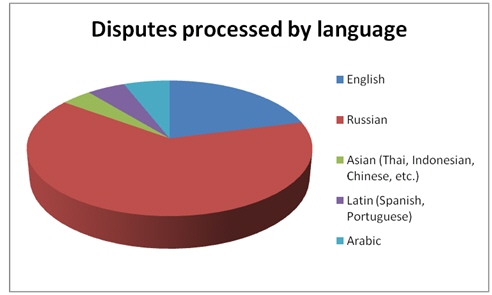 Disputes processed by language
English
Russian
Asian (Thai, Indonesian,
Chinese, etc.)
Latin (Spanish,
Portuguese)
Arabic